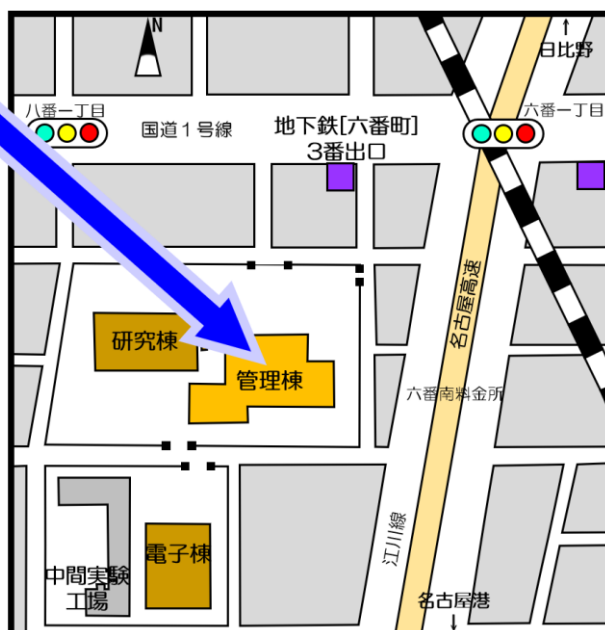 N
日比野
八番一丁目
六番一丁目
国道1号線
地下鉄[六番町]
3番出口
名古屋高速
研究棟
管理棟
六番南料金所
江川線
電子棟
中間実験
工場
名古屋港